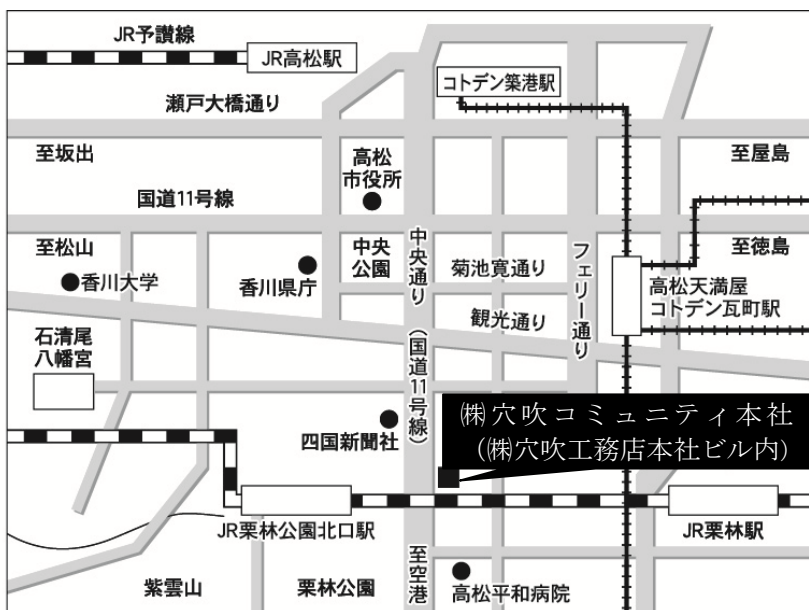 JR予讃線
JR高松駅
コトデン築港駅
瀬戸大橋通り
至坂出
高松
市役所
至屋島
国道11号線
至松山
中央
公園
中央通り（国道11号線）
菊池寛通り
フェリー通り
至徳島
香川大学
香川県庁
高松天満屋
コトデン瓦町駅
観光通り
石清尾
八幡宮
㈱穴吹コミュニティ本社
（㈱穴吹工務店本社ビル内）
四国新聞社
JR栗林公園北口駅
JR栗林駅
至空港
紫雲山
栗林公園
高松平和病院